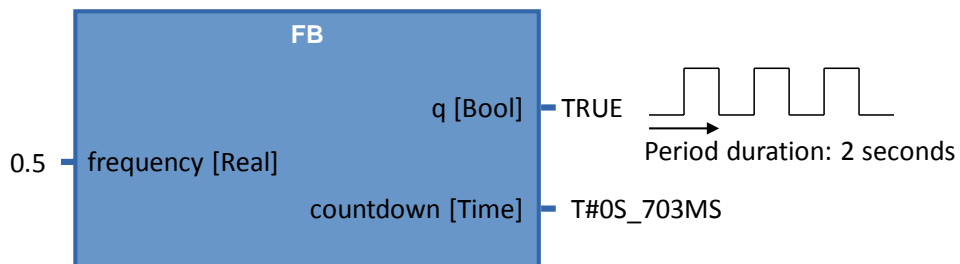 FB
q [Bool]
TRUE
Period duration: 2 seconds
0.5
frequency [Real]
countdown [Time]
T#0S_703MS